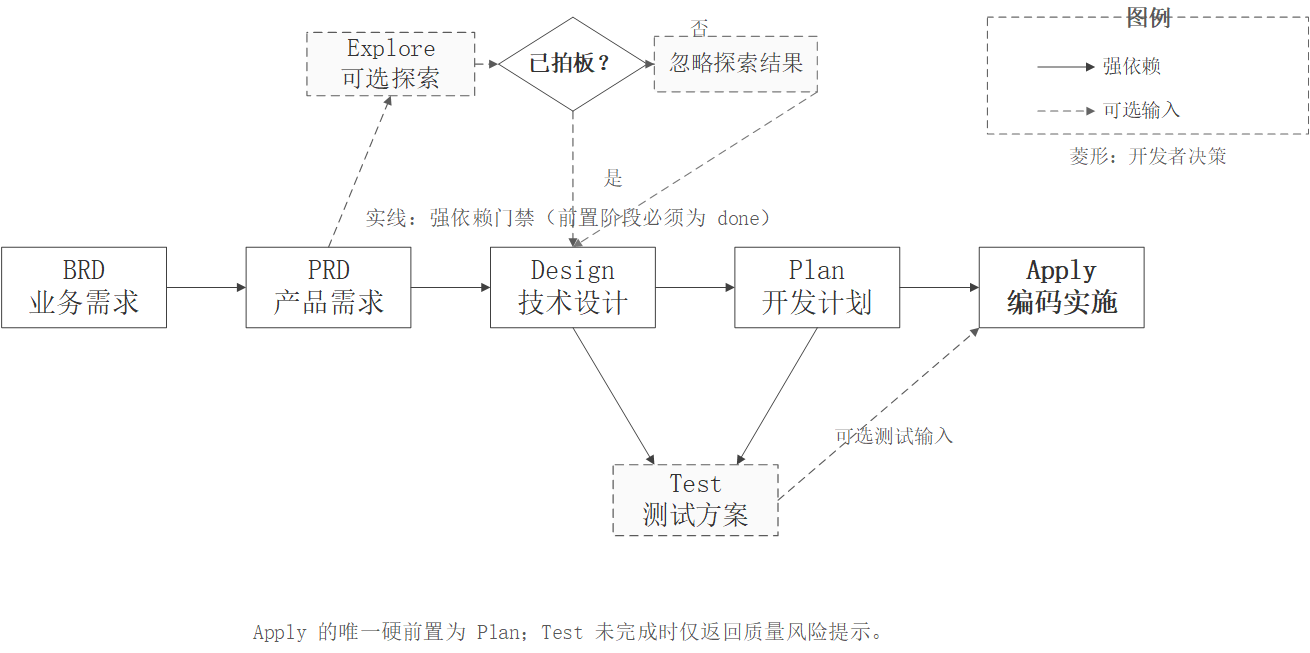 图例
否
Explore
可选探索
已拍板？
忽略探索结果
强依赖
可选输入
菱形：开发者决策
是
实线：强依赖门禁（前置阶段必须为 done）
BRD
业务需求
PRD
产品需求
Design
技术设计
Plan
开发计划
Apply
编码实施
可选测试输入
Test
测试方案
Apply 的唯一硬前置为 Plan；Test 未完成时仅返回质量风险提示。